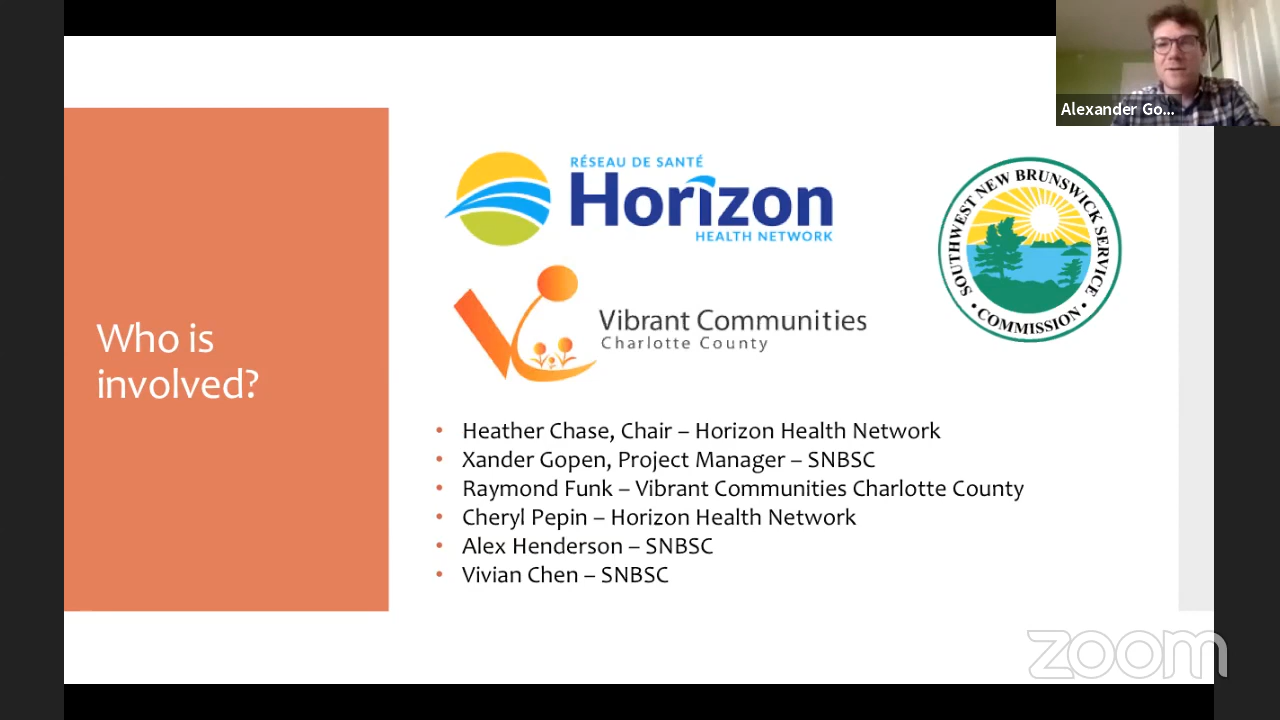 Alexander Go...
RÉSEAU DE SANTÉ
Horizon
HEALTH NETWORK
SOUTHWEST NEW BRUNSWICK SERVICE
• COMMISSION •
Vibrant Communities
Charlotte County
Who is
involved?
• Heather Chase, Chair – Horizon Health Network
• Xander Gopen, Project Manager – SNBSC
• Raymond Funk – Vibrant Communities Charlotte County
• Cheryl Pepin – Horizon Health Network
• Alex Henderson – SNBSC
• Vivian Chen – SNBSC
zoom